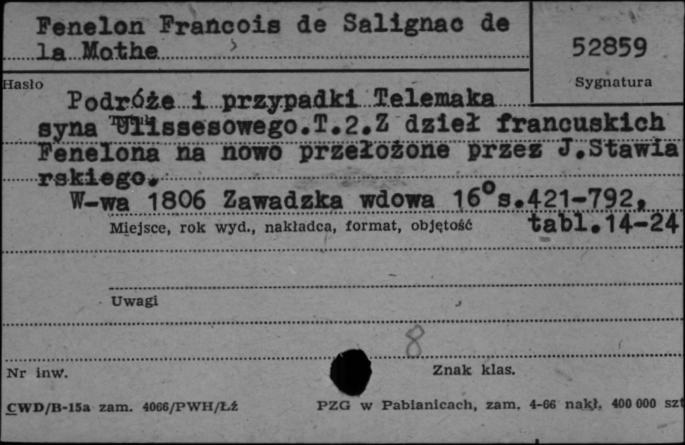 Fenelon Francois de Salignac de
la Mothe
52859
Hasło
Sygnatura
Podróże i przypadki Telemaka
syna Ulissesowego.T.2.Z dzieł francuskich
Fenelona na nowo przełożone przez J.Stawia
rskiego.
W-wa 1806 Zawadzka wdowa 16° s.421-792,
tabl.14-24
Miejsce, rok wyd., nakładca, format, objętość
Uwagi
8
Nr inw.
Znak klas.
CWD/B-15a zam. 4066/PWH/Łź
PZG w Pabianicach, zam. 4-66 nakł. 400 000 szt